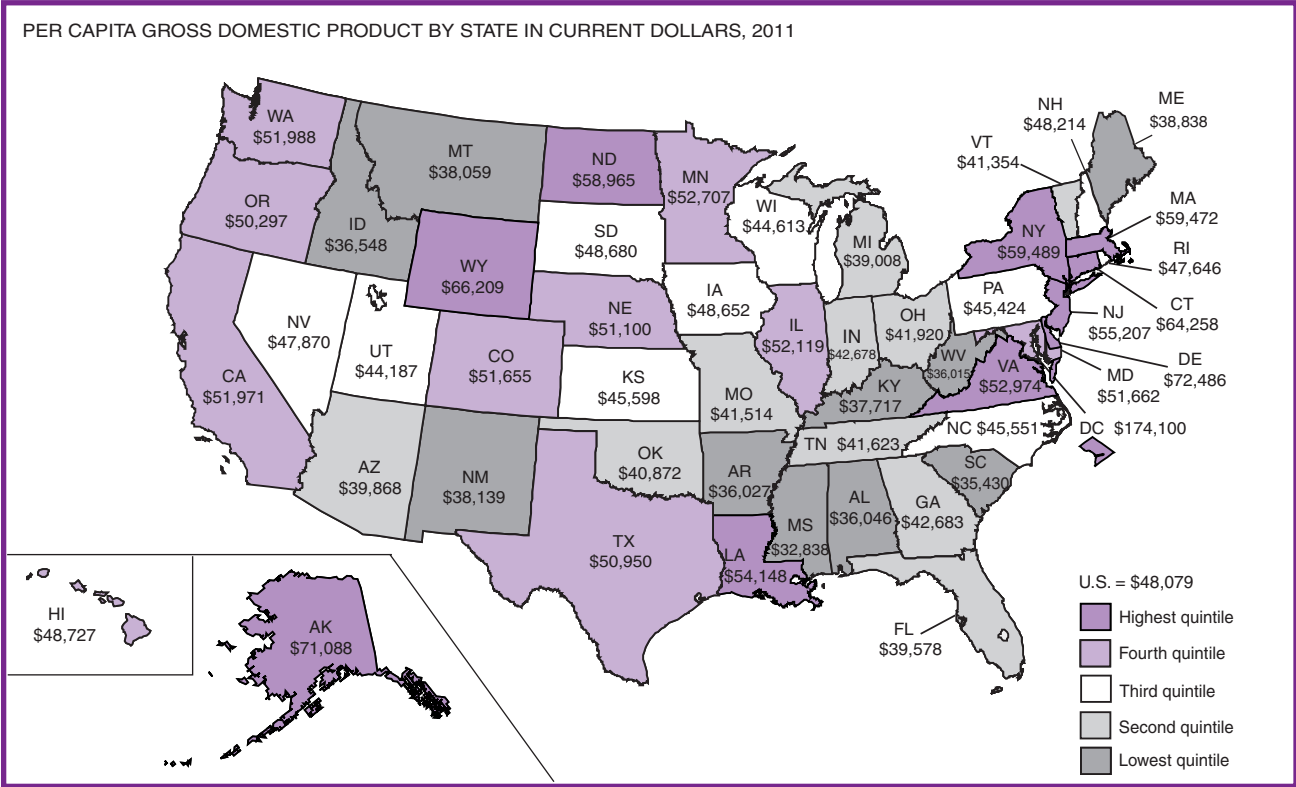 PER CAPITA GROSS DOMESTIC PRODUCT BY STATE IN CURRENT DOLLARS, 2011
WA
$51,988
OR
$50,297
CA
$51,971
ID
$36,548
NV
$47,870
MT
$38,059
WY
$66,209
UT
$44,187
AZ
$39,868
CO
$51,655
NM
$38,139
ND
$58,965
SD
$48,680
NE
$51,100
KS
$45,598
OK
$40,872
TX
$50,950
MN
$52,707
IA
$48,652
MO
$41,514
AR
$36,027
LA
$54,148
WI
$44,613
IL
$52,119
MI
$39,008
IN
$42,678
OH
$41,920
KY
$37,717
TN $41,623
MS
$32,838
AL
$36,046
GA
$42,683
FL
$39,578
SC
$35,430
NC $45,551
VA
$52,974
WV
$36,015
PA
$45,424
NY
$59,489
VT
$41,354
NH
$48,214
ME
$38,838
MA
$59,472
RI
$47,646
CT
$64,258
NJ
$55,207
DE
$72,486
MD
$51,662
DC $174,100
HI
$48,727
AK
$71,088
U.S. = $48,079
Highest quintile
Fourth quintile
Third quintile
Second quintile
Lowest quintile